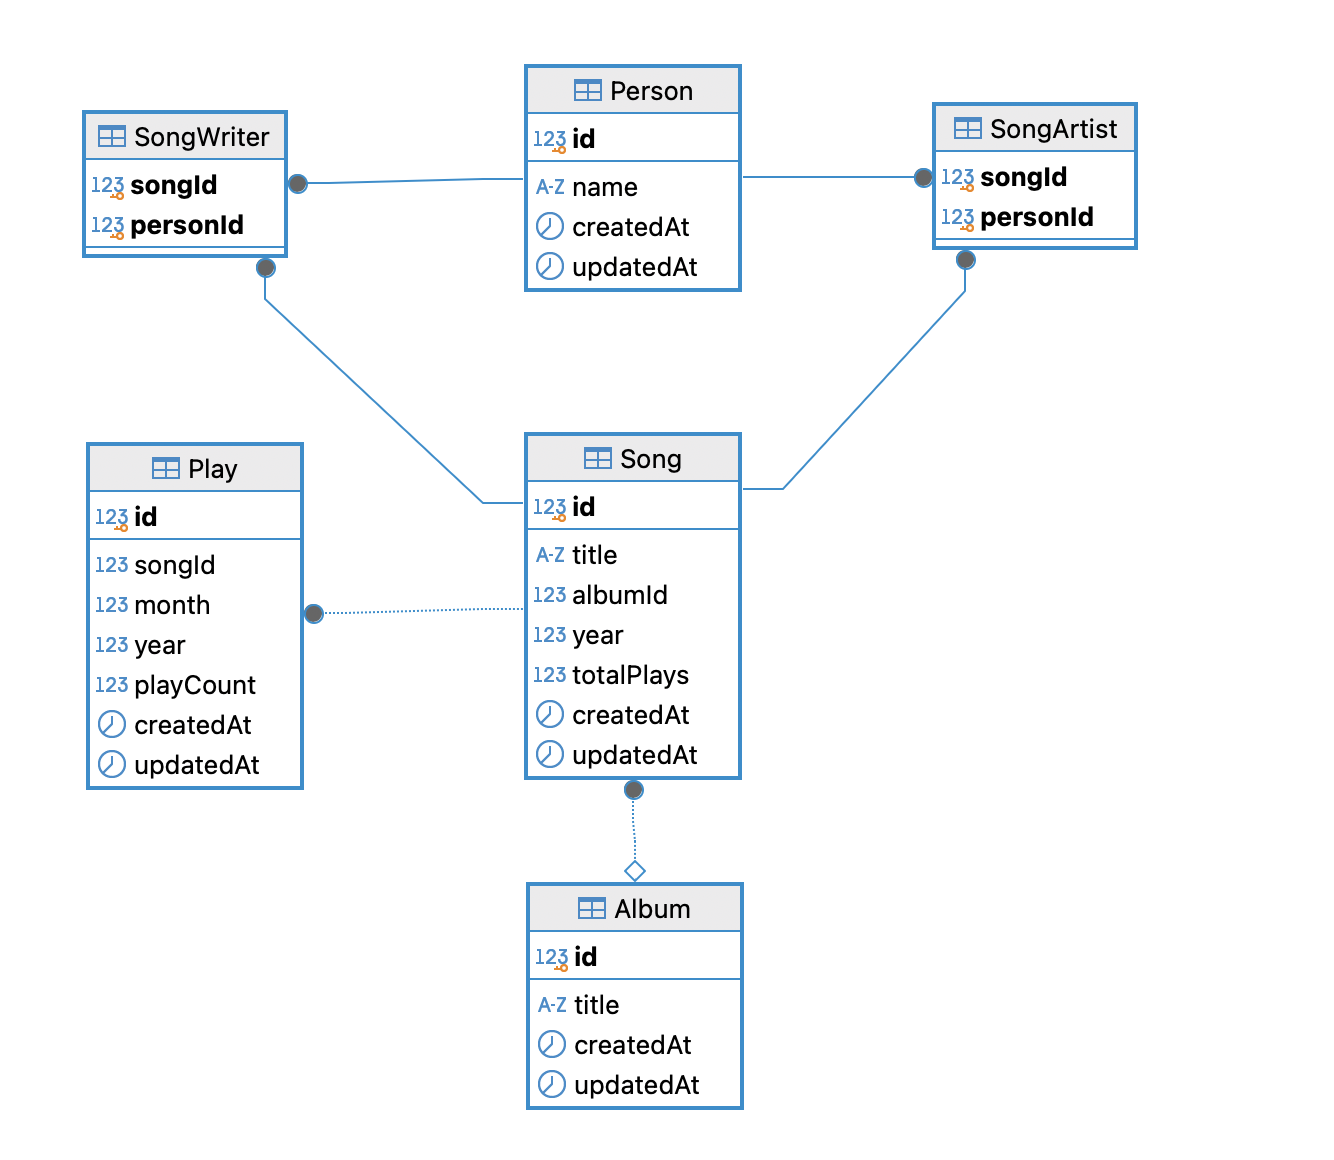 SongWriter
123 songId
123 personId
Person
123 id
A-Z name
createdAt
updatedAt
SongArtist
123 songId
123 personId
Play
123 id
123 songId
123 month
123 year
123 playCount
createdAt
updatedAt
Song
123 id
A-Z title
123 albumId
123 year
123 totalPlays
createdAt
updatedAt
Album
123 id
A-Z title
createdAt
updatedAt